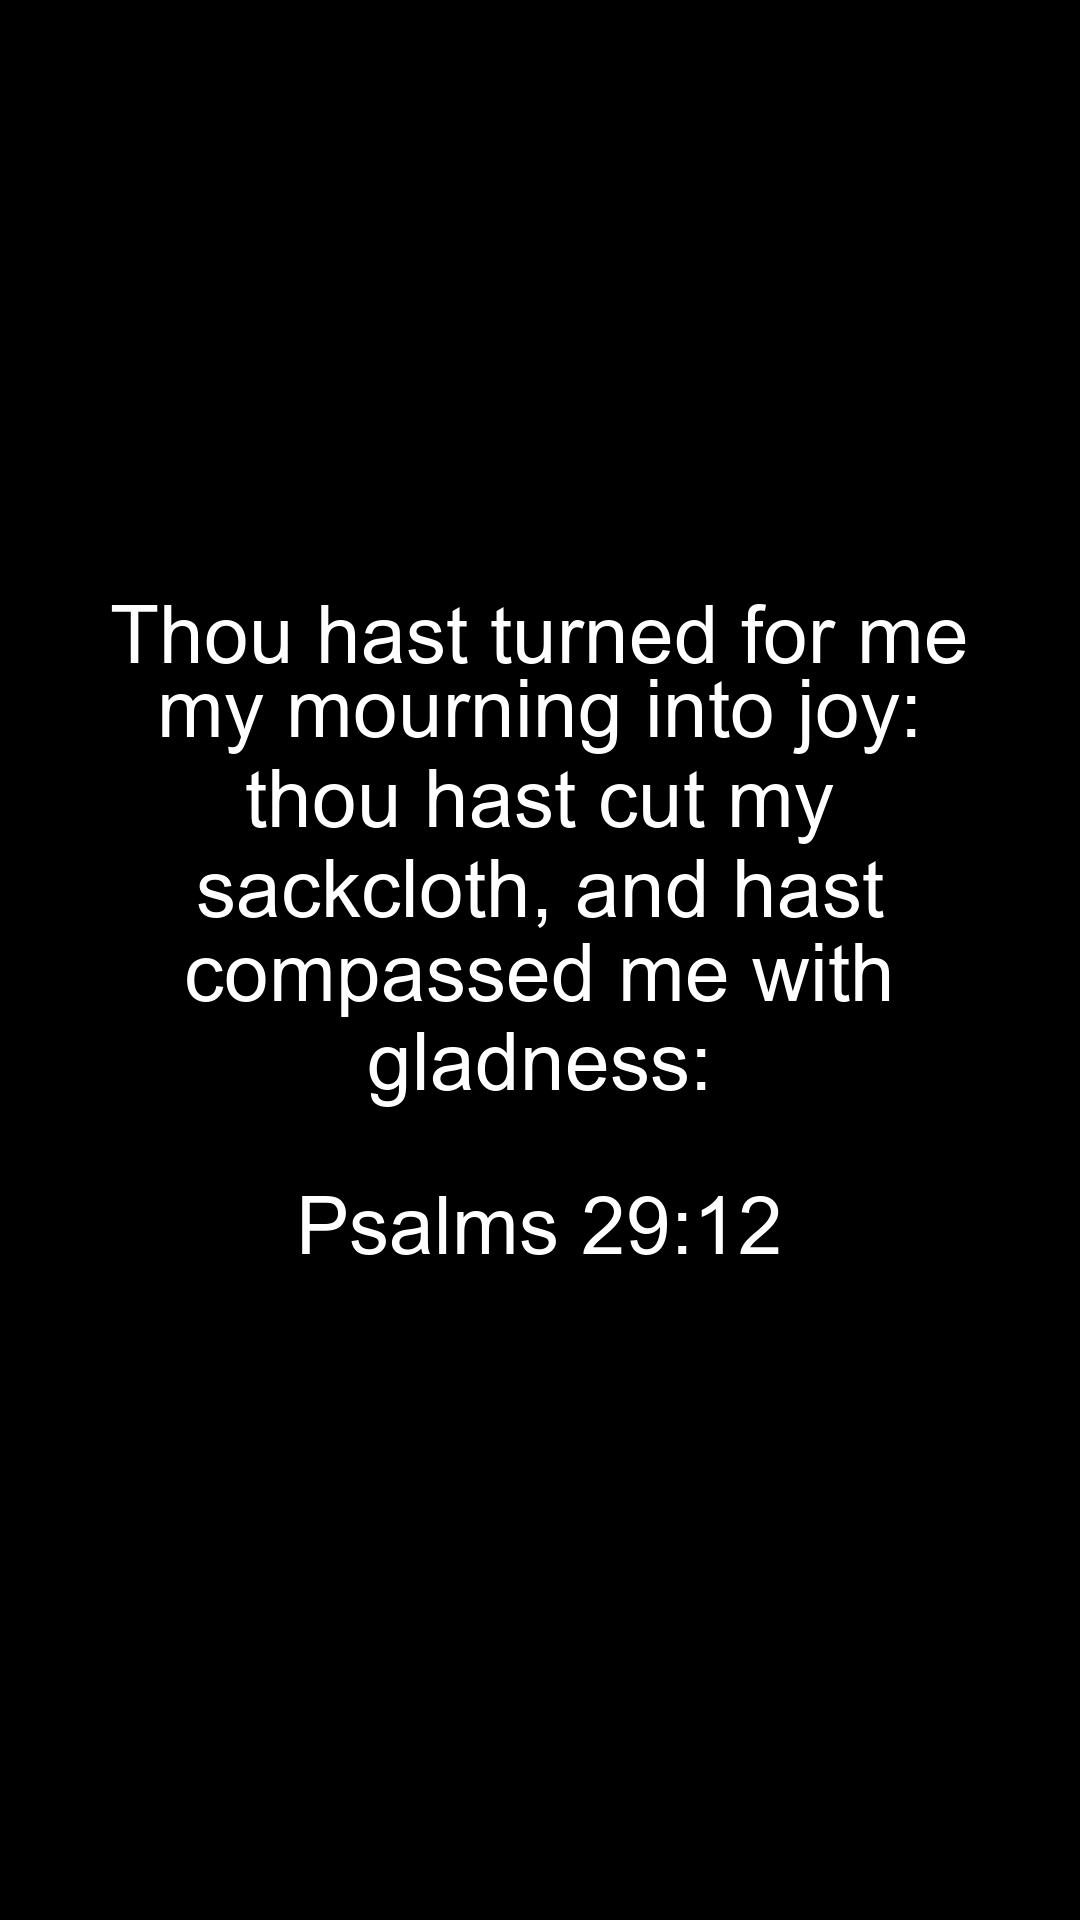 Thou hast turned for me
my mourning into joy:
thou hast cut my
sackcloth, and hast
compassed me with
gladness:
Psalms 29:12